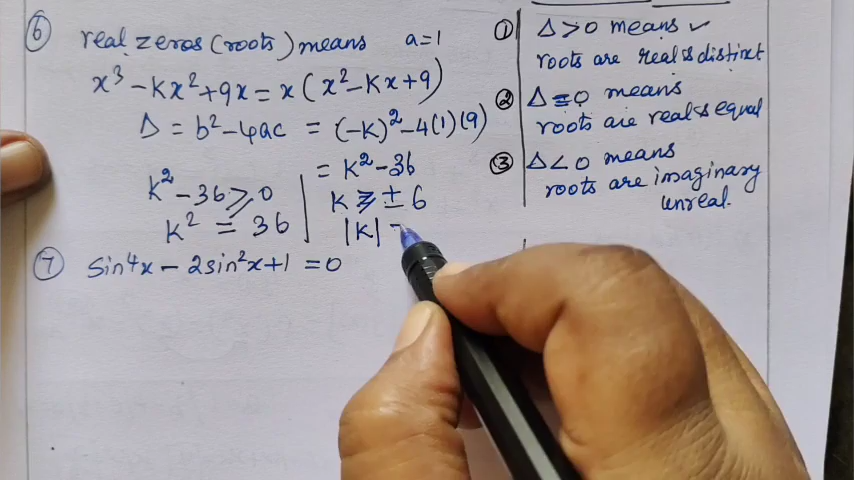 ⑥ real zeros (roots) means a=1
x³ - Kx² + 9x = x(x² - Kx + 9)
Δ = b² - 4ac = (-K)² - 4(1)(9)
= K² - 36
K² - 36 ⩾ 0
K ⩾ ± 6
K² = 36
|K|
⑦ sin⁴x - 2sin²x + 1 = 0
① Δ > 0 means ✓
roots are real & distinct
② Δ = 0 means
roots are real & equal
③ Δ < 0 means
roots are imaginary
unreal.